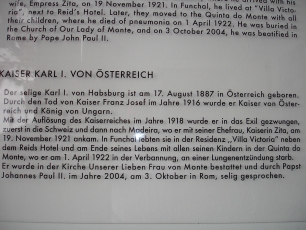 wife, Empress Zita, on 19 November 1921. In Funchal, he lived at "Villa Victo-
ria", next to Reid's Hotel. Later, they moved to the Quinta do Monte with all
their children, where he died of pneumonia on 1 April 1922. He was buried in
the Church of Our Lady of Monte, and on 3 October 2004, he was beatified in
Rome by Pope John Paul II.
KAISER KARL I. VON ÖSTERREICH
Der selige Karl I. von Habsburg ist am 17. August 1887 in Österreich geboren.
Durch den Tod von Kaiser Franz Josef im Jahre 1916 wurde er Kaiser von Öster-
reich und König von Ungarn.
Mit der Auflösung des Kaiserreiches im Jahre 1918 wurde er in das Exil gezwungen,
zuerst in die Schweiz und dann nach Madeira, wo er mit seiner Ehefrau, Kaiserin Zita, am
19. November 1921 ankam. In Funchal lebten sie in der Residenz „Villa Victoria" neben
dem Reids Hotel und am Ende seines Lebens mit allen seinen Kindern in der Quinta do
Monte, wo er am 1. April 1922 in der Verbannung, an einer Lungenentzündung starb.
Er wurde in der Kirche Unserer Lieben Frau von Monte bestattet und durch Papst
Johannes Paul II. im Jahre 2004, am 3. Oktober in Rom, selig gesprochen.